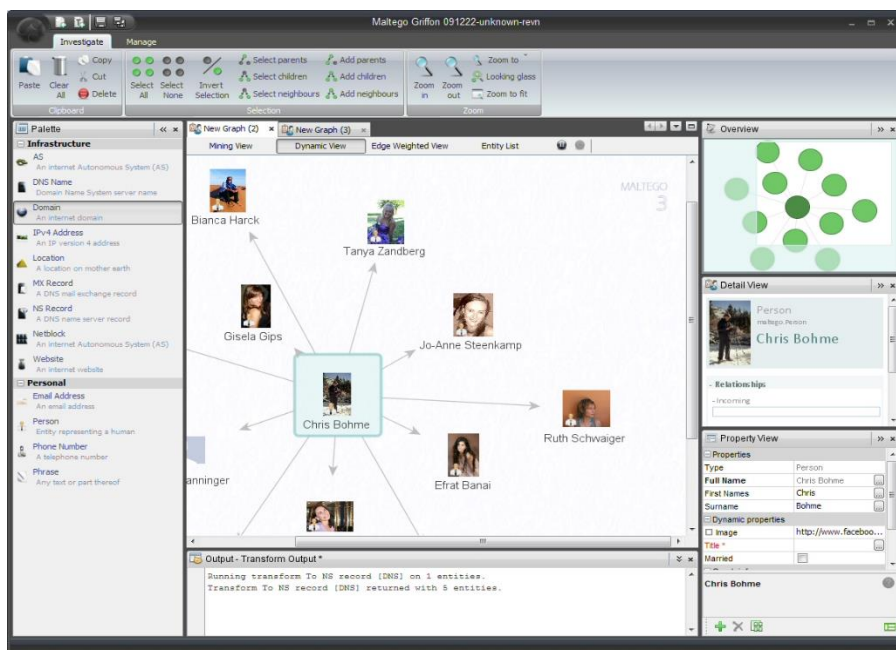 Maltego Griffon 091222-unknown-revn
Investigate
Manage
Paste
Clear All
Copy
Cut
Delete
Clipboard
Select All
Select None
Invert Selection
Select parents
Select children
Select neighbours
Add parents
Add children
Add neighbours
Selection
Zoom in
Zoom out
Zoom to
Looking glass
Zoom to fit
Zoom
Palette
Infrastructure
AS
An internet Autonomous System (AS)
DNS Name
Domain Name System server name
Domain
An internet domain
IPv4 Address
An IP version 4 address
Location
A location on mother earth
MX Record
A DNS mail exchange record
NS Record
A DNS name server record
Netblock
An internet Autonomous System (AS)
Website
An internet website
Personal
Email Address
An email address
Person
Entity representing a human
Phone Number
A telephone number
Phrase
Any text or part thereof
New Graph (2)
New Graph (3)
Mining View
Dynamic View
Edge Weighted View
Entity List
MALTEGO
3
Bianca Harck
Tanya Zandberg
Gisela Gips
Jo-Anne Steenkamp
Chris Bohme
Ruth Schwaiger
anninger
Efrat Banai
Output - Transform Output *
Running transform To NS record [DNS] on 1 entities.
Transform To NS record [DNS] returned with 5 entities.
Overview
Detail View
Person
maltego.Person
Chris Bohme
- Relationships
- Incoming
Property View
Properties
Type Person
Full Name Chris Bohme
First Names Chris
Surname Bohme
Dynamic properties
Image http://www.faceboo...
Title *
Married
Chris Bohme